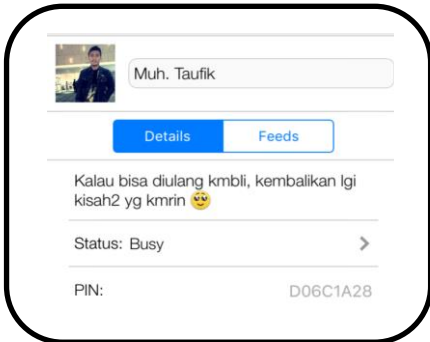 Muh. Taufik
Details Feeds
Kalau bisa diulang kmbli, kembalikan lgi
kisah2 yg kmrin 🥺
Status: Busy
PIN: D06C1A28